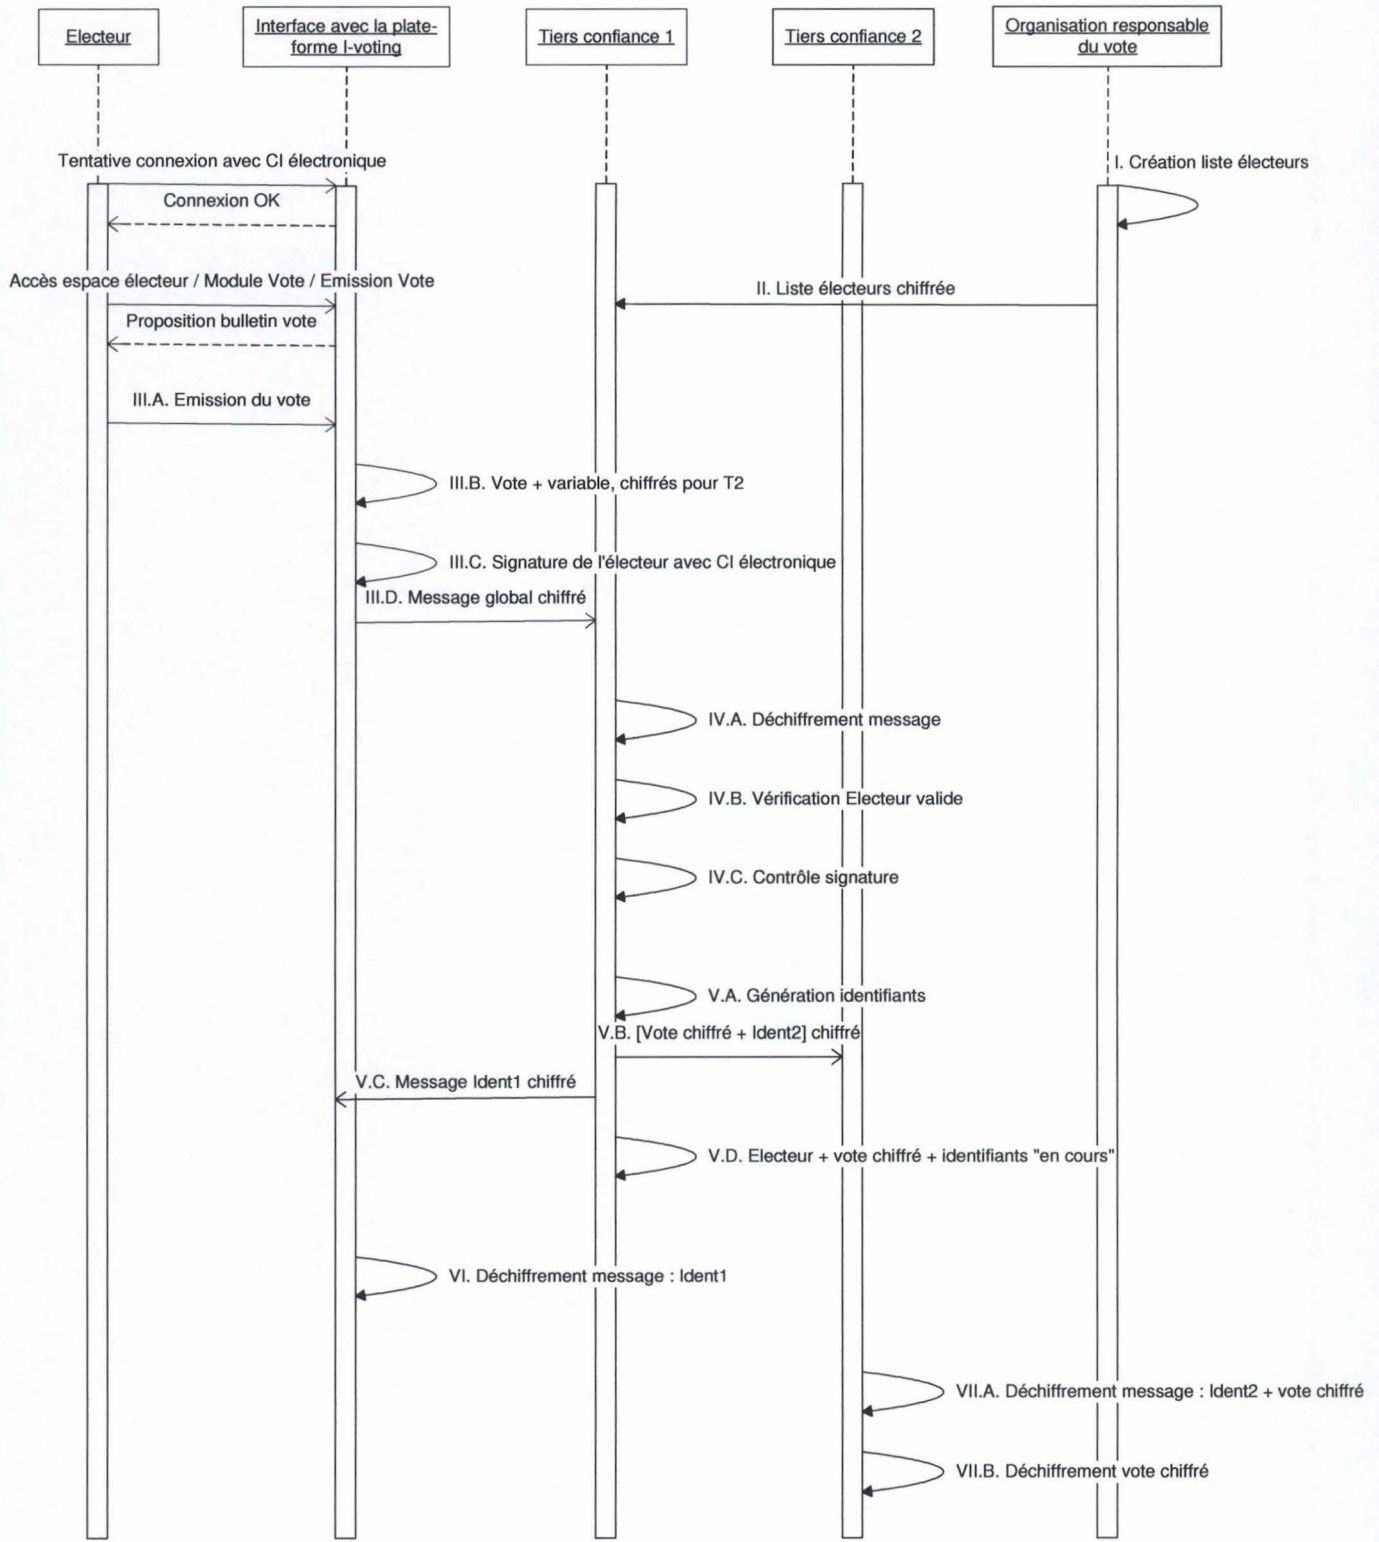 Electeur
Interface avec la plate-
forme I-voting
Tiers confiance 1
Tiers confiance 2
Organisation responsable
du vote
Tentative connexion avec CI électronique
I. Création liste électeurs
Connexion OK
Accès espace électeur / Module Vote / Emission Vote
II. Liste électeurs chiffrée
Proposition bulletin vote
III.A. Emission du vote
III.B. Vote + variable, chiffrés pour T2
III.C. Signature de l'électeur avec CI électronique
III.D. Message global chiffré
IV.A. Déchiffrement message
IV.B. Vérification Electeur valide
IV.C. Contrôle signature
V.A. Génération identifiants
V.B. [Vote chiffré + Ident2] chiffré
V.C. Message Ident1 chiffré
V.D. Electeur + vote chiffré + identifiants "en cours"
VI. Déchiffrement message : Ident1
VII.A. Déchiffrement message : Ident2 + vote chiffré
VII.B. Déchiffrement vote chiffré